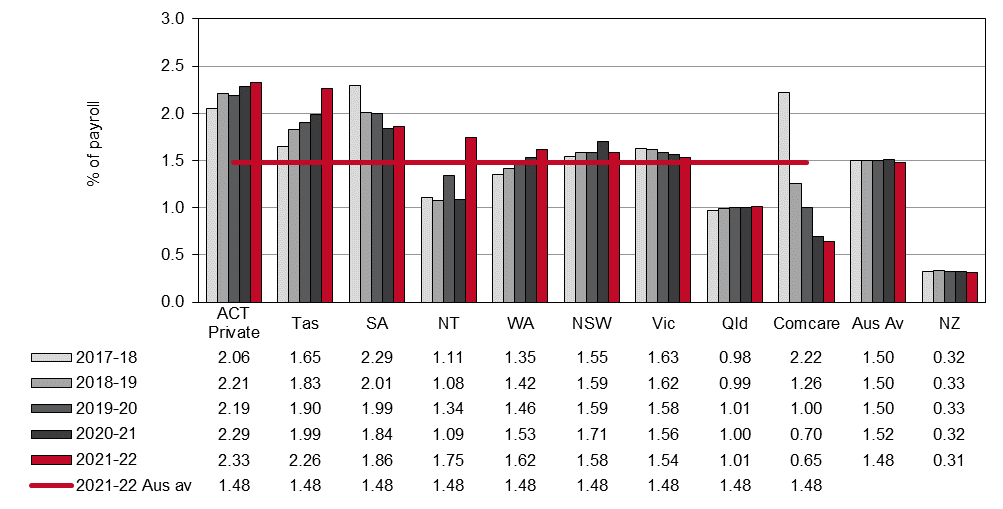 3.0
2.5
2.0
1.5
1.0
0.5
0.0
% of payroll
ACT Private Tas SA NT WA NSW Vic Qld Comcare Aus Av NZ
2017-18 2.06 1.65 2.29 1.11 1.35 1.55 1.63 0.98 2.22 1.50 0.32
2018-19 2.21 1.83 2.01 1.08 1.42 1.59 1.62 0.99 1.26 1.50 0.33
2019-20 2.19 1.90 1.99 1.34 1.46 1.59 1.58 1.01 1.00 1.50 0.33
2020-21 2.29 1.99 1.84 1.09 1.53 1.71 1.56 1.00 0.70 1.52 0.32
2021-22 2.33 2.26 1.86 1.75 1.62 1.58 1.54 1.01 0.65 1.48 0.31
2021-22 Aus av 1.48 1.48 1.48 1.48 1.48 1.48 1.48 1.48 1.48